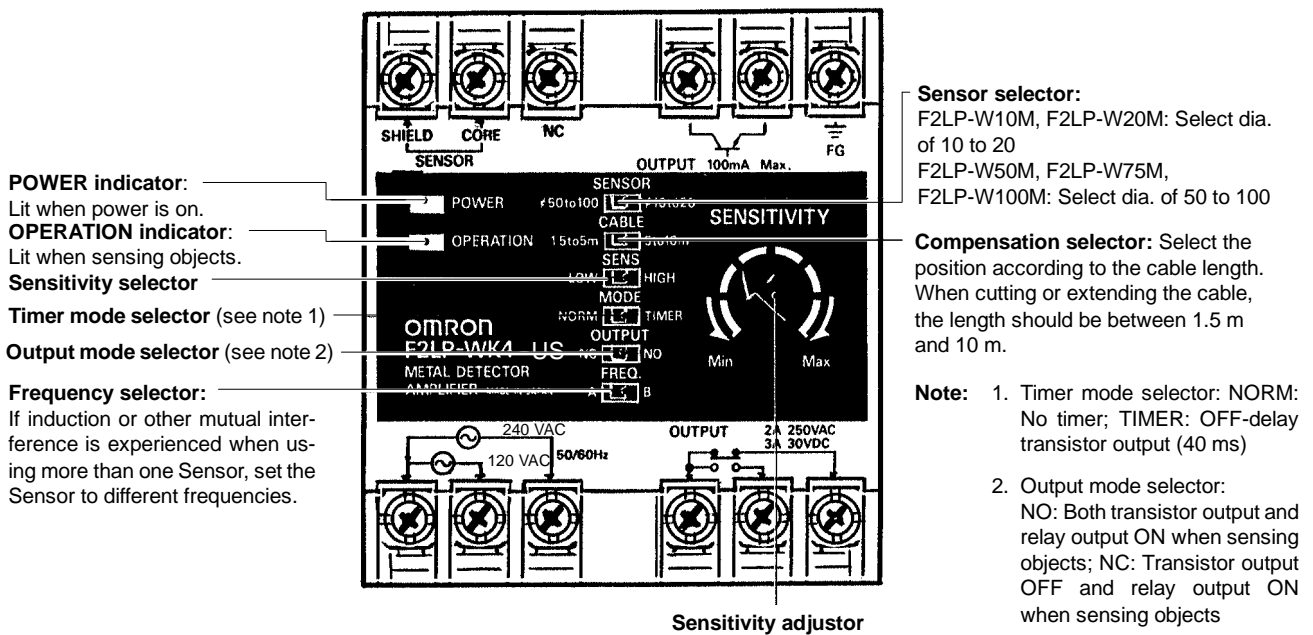 POWER indicator:
Lit when power is on.
OPERATION indicator:
Lit when sensing objects.
Sensitivity selector
Timer mode selector (see note 1)
Output mode selector (see note 2)
Frequency selector:
If induction or other mutual inter-
ference is experienced when us-
ing more than one Sensor, set the
Sensor to different frequencies.
SHIELD CORE NC
SENSOR
OUTPUT 100mA Max.
FG
SENSOR
POWER 50to100
CABLE
OPERATION 1.5to5m 5to10m
SENS
LOW HIGH
MODE
NORM TIMER
OUTPUT
NC NO
FREQ.
A B
SENSITIVITY
Min Max
OMRON
F2LP-WK4 US
METAL DETECTOR
AMPLIFIER MADE IN JAPAN
240 VAC
120 VAC 50/60Hz
OUTPUT 2A 250VAC
3A 30VDC
Sensitivity adjustor
Sensor selector:
F2LP-W10M, F2LP-W20M: Select dia.
of 10 to 20
F2LP-W50M, F2LP-W75M,
F2LP-W100M: Select dia. of 50 to 100
Compensation selector: Select the
position according to the cable length.
When cutting or extending the cable,
the length should be between 1.5 m
and 10 m.
Note: 1. Timer mode selector: NORM:
No timer; TIMER: OFF-delay
transistor output (40 ms)
2. Output mode selector:
NO: Both transistor output and
relay output ON when sensing
objects; NC: Transistor output
OFF and relay output ON
when sensing objects